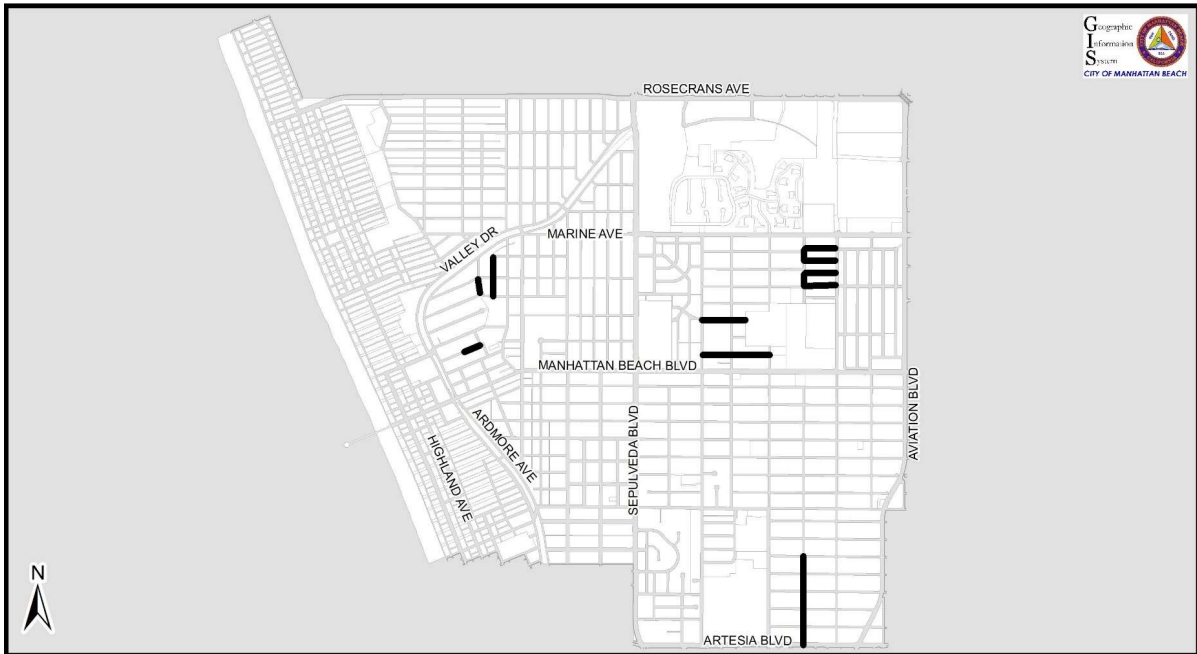 Geographic
Information
System
CITY OF MANHATTAN BEACH
ROSECRANS AVE
MARINE AVE
VALLEY DR
MANHATTAN BEACH BLVD
ARDMORE AVE
HIGHLAND AVE
SEPULVEDA BLVD
AVIATION BLVD
ARTESIA BLVD
N